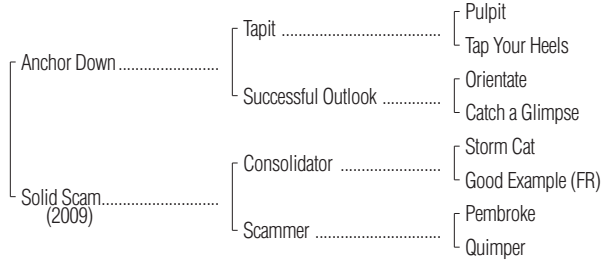 Pulpit
Tapit ........................................
Tap Your Heels
Anchor Down ................................
Orientate
Successful Outlook ..................
Catch a Glimpse
Storm Cat
Consolidator ..............................
Good Example (FR)
Solid Scam.....................................
(2009)
Pembroke
Scammer ......................................
Quimper